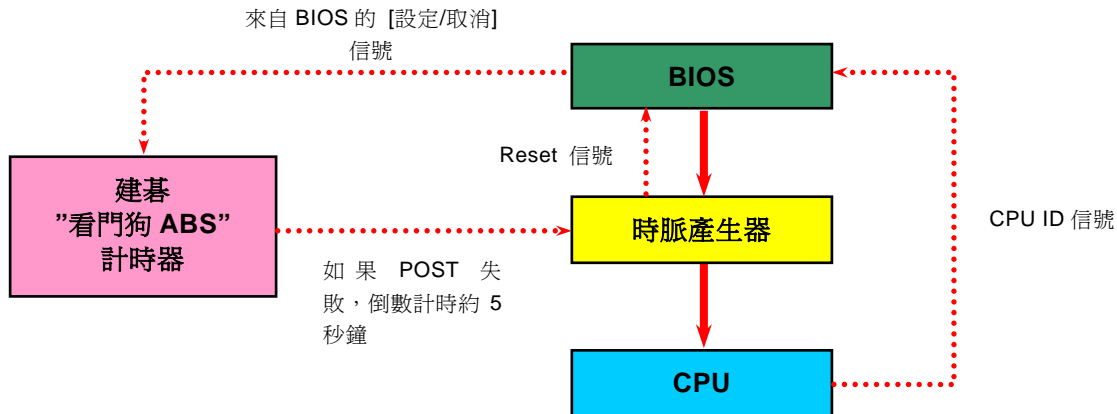 來自 BIOS 的 [設定/取消]
信號
BIOS
Reset 信號
建碁
”看門狗 ABS”
計時器
時脈產生器
CPU ID 信號
如果 POST 失
敗，倒數計時約 5
秒鐘
CPU